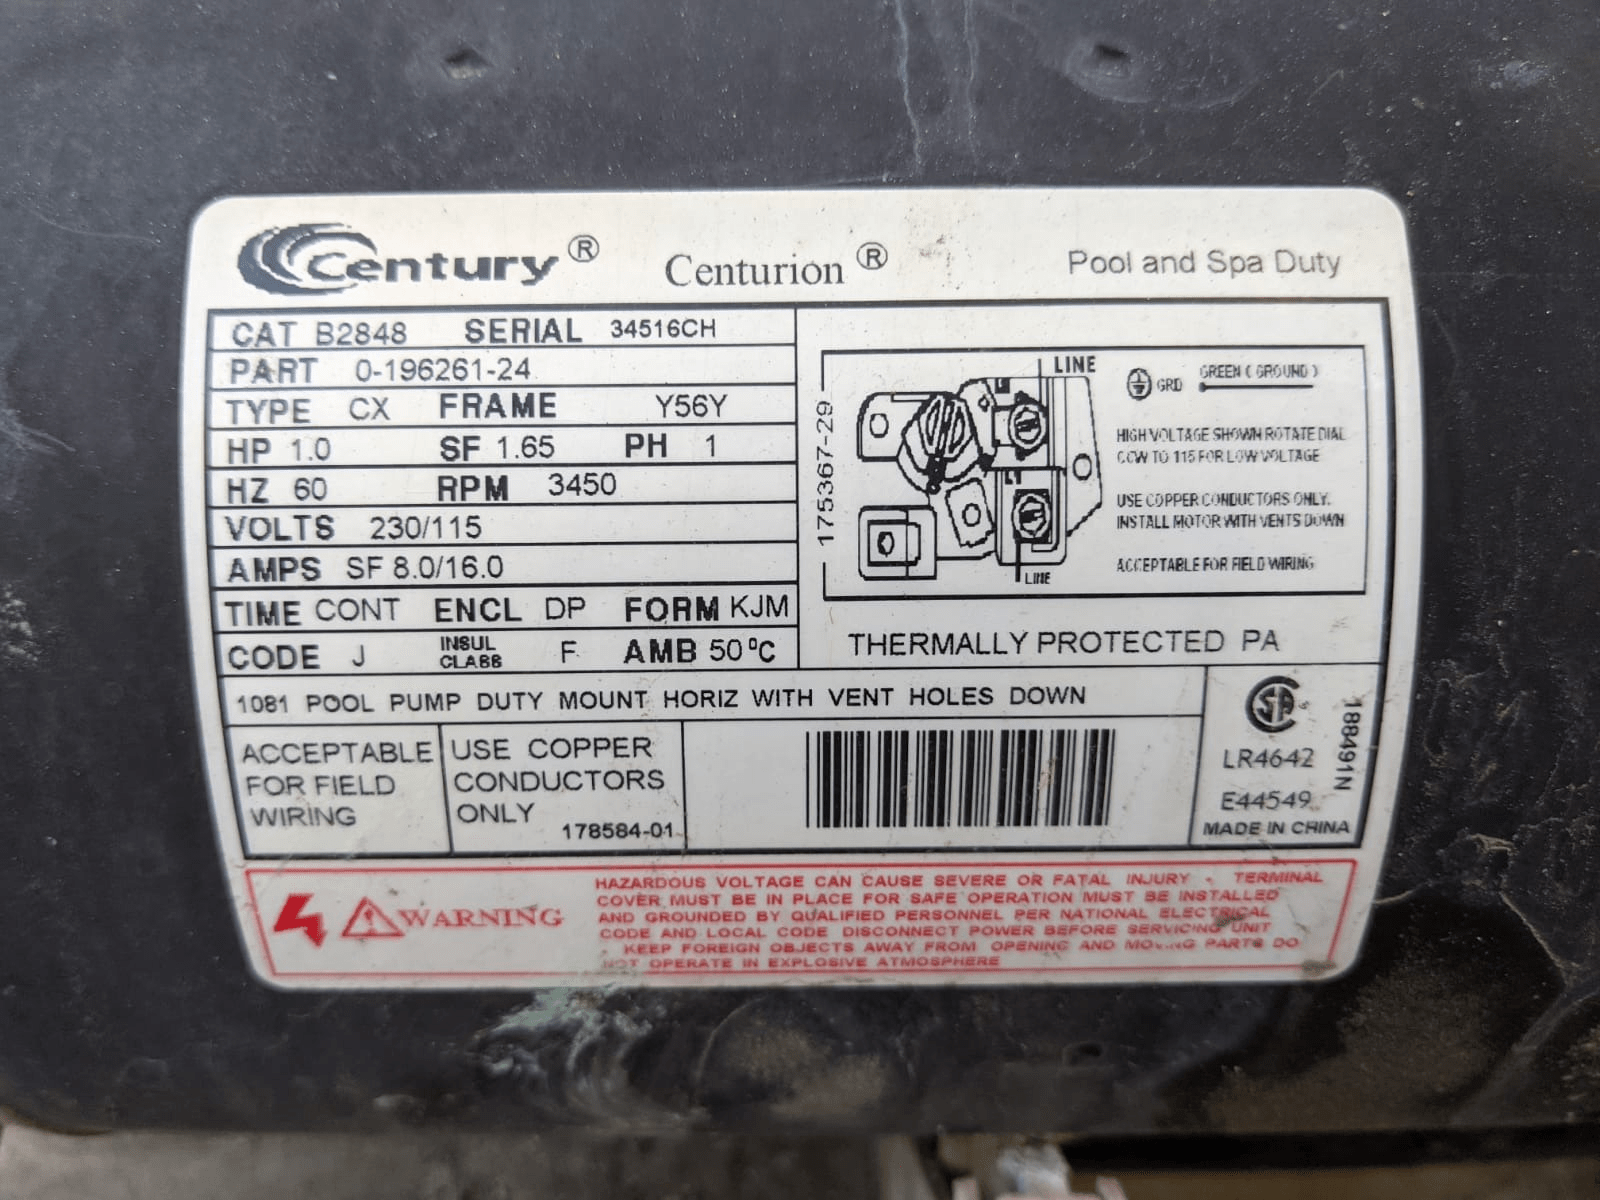 Century® Centurion® Pool and Spa Duty
CAT B2848 SERIAL 34516CH
PART 0-196261-24
TYPE CX FRAME Y56Y
HP 1.0 SF 1.65 PH 1
HZ 60 RPM 3450
VOLTS 230/115
AMPS SF 8.0/16.0
TIME CONT ENCL DP FORM KJM
CODE J INSUL CLASS F AMB 50°C
175367-29
LINE
L1
LINE
GRD GREEN (GROUND)
HIGH VOLTAGE SHOWN ROTATE DIAL
CCW TO 115 FOR LOW VOLTAGE
USE COPPER CONDUCTORS ONLY.
INSTALL MOTOR WITH VENTS DOWN
ACCEPTABLE FOR FIELD WIRING
THERMALLY PROTECTED PA
1081 POOL PUMP DUTY MOUNT HORIZ WITH VENT HOLES DOWN
ACCEPTABLE
FOR FIELD
WIRING
USE COPPER
CONDUCTORS
ONLY
178584-01
SA
LR4642
E44549
MADE IN CHINA
188491N
WARNING
HAZARDOUS VOLTAGE CAN CAUSE SEVERE OR FATAL INJURY - TERMINAL
COVER MUST BE IN PLACE FOR SAFE OPERATION MUST BE INSTALLED
AND GROUNDED BY QUALIFIED PERSONNEL PER NATIONAL ELECTRICAL
CODE AND LOCAL CODE DISCONNECT POWER BEFORE SERVICING UNIT
- KEEP FOREIGN OBJECTS AWAY FROM OPENING AND MOVING PARTS DO
NOT OPERATE IN EXPLOSIVE ATMOSPHERE